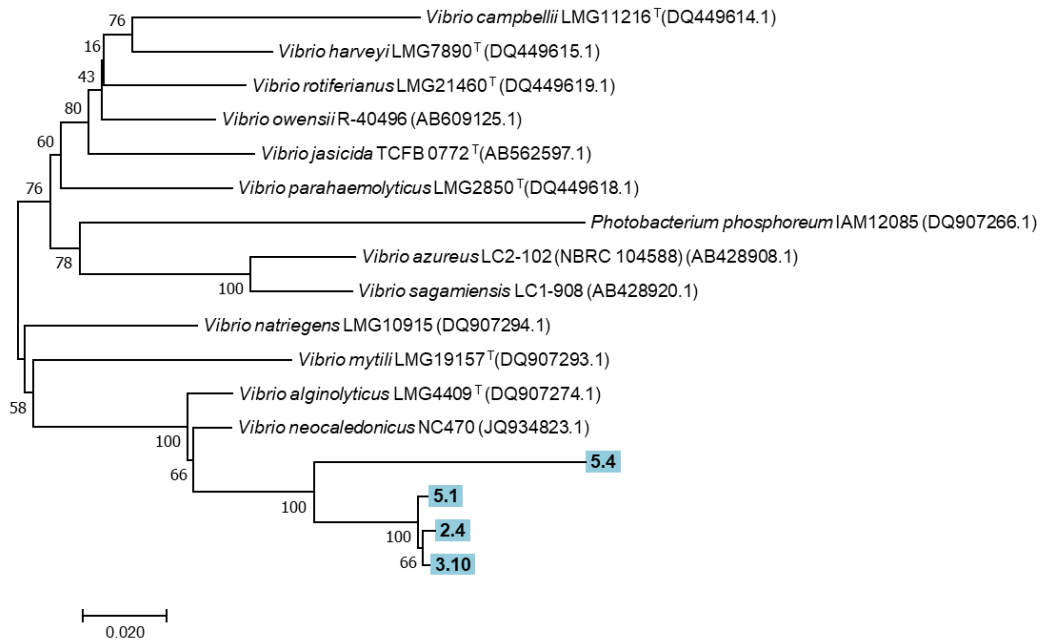 76
Vibrio campbellii LMG11216 T (DQ449614.1)
16
Vibrio harveyi LMG7890 T (DQ449615.1)
43
Vibrio rotiferianus LMG21460 T (DQ449619.1)
80
Vibrio owensii R-40496 (AB609125.1)
60
Vibrio jasicida TCFB 0772 T (AB562597.1)
76
Vibrio parahaemolyticus LMG2850 T (DQ449618.1)
Photobacterium phosphoreum IAM12085 (DQ907266.1)
78
Vibrio azureus LC2-102 (NBRC 104588) (AB428908.1)
100
Vibrio sagamiensis LC1-908 (AB428920.1)
Vibrio natriegens LMG10915 (DQ907294.1)
Vibrio mytili LMG19157 T (DQ907293.1)
58
Vibrio alginolyticus LMG4409 T (DQ907274.1)
100
Vibrio neocaledonicus NC470 (JQ934823.1)
66
5.4
100
5.1
100
2.4
66
3.10
0.020